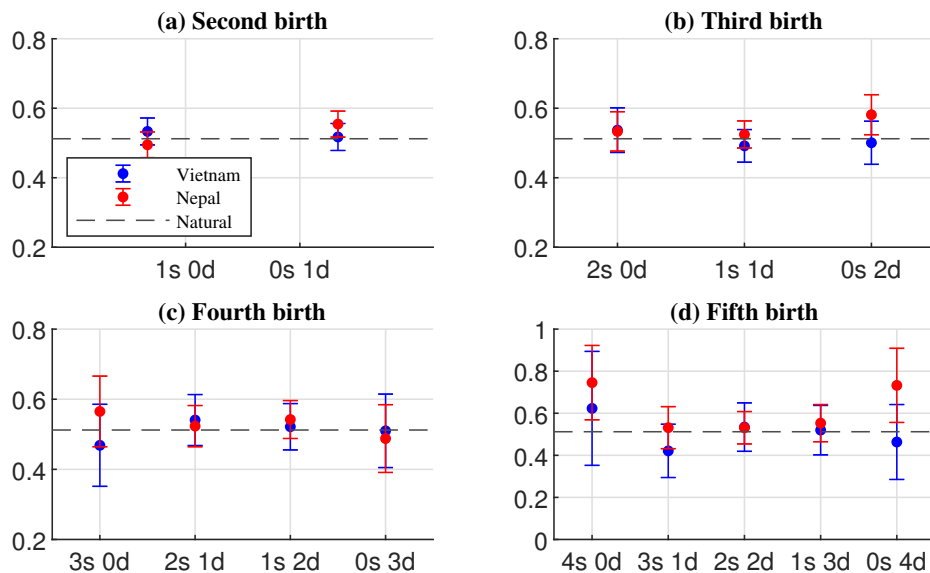 (a) Second birth
0.8
0.6
0.4
0.2
Vietnam
Nepal
Natural
1s 0d 0s 1d
(b) Third birth
0.8
0.6
0.4
0.2
2s 0d 1s 1d 0s 2d
(c) Fourth birth
0.8
0.6
0.4
0.2
3s 0d 2s 1d 1s 2d 0s 3d
(d) Fifth birth
1
0.8
0.6
0.4
0.2
0
4s 0d 3s 1d 2s 2d 1s 3d 0s 4d